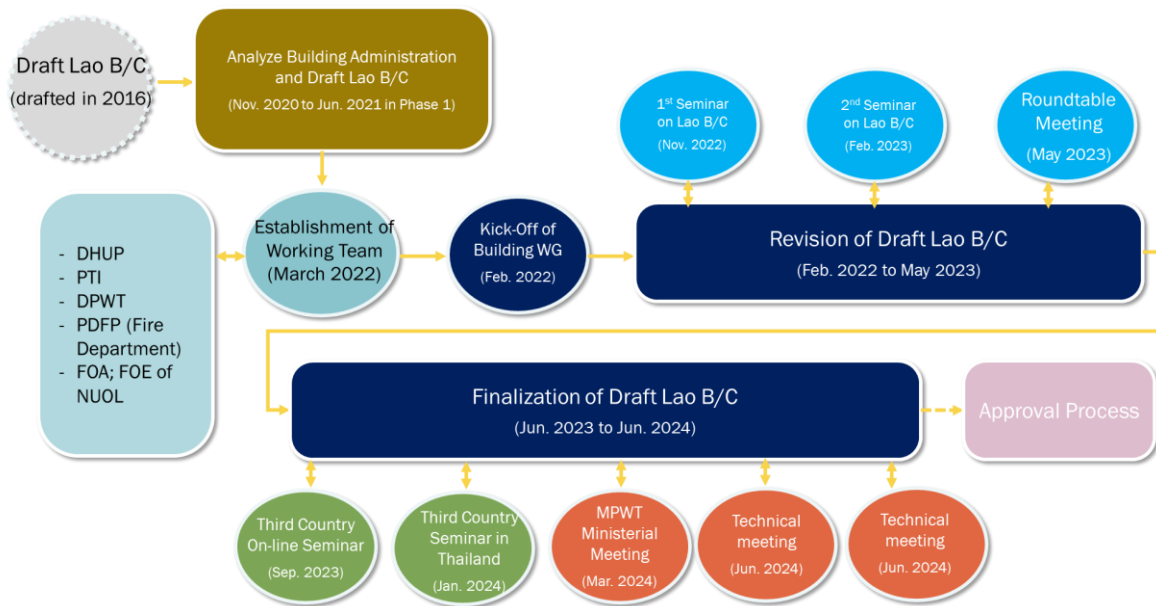 Draft Lao B/C
(drafted in 2016)
Analyze Building Administration
and Draft Lao B/C
(Nov. 2020 to Jun. 2021 in Phase 1)
1st Seminar
on Lao B/C
(Nov. 2022)
2nd Seminar
on Lao B/C
(Feb. 2023)
Roundtable
Meeting
(May 2023)
- DHUP
- PTI
- DPWT
- PDFP (Fire
Department)
- FOA; FOE of
NUOL
Establishment of
Working Team
(March 2022)
Kick-Off of
Building WG
(Feb. 2022)
Revision of Draft Lao B/C
(Feb. 2022 to May 2023)
Finalization of Draft Lao B/C
(Jun. 2023 to Jun. 2024)
Approval Process
Third Country
On-line Seminar
(Sep. 2023)
Third Country
Seminar in
Thailand
(Jan. 2024)
MPWT
Ministerial
Meeting
(Mar. 2024)
Technical
meeting
(Jun. 2024)
Technical
meeting
(Jun. 2024)